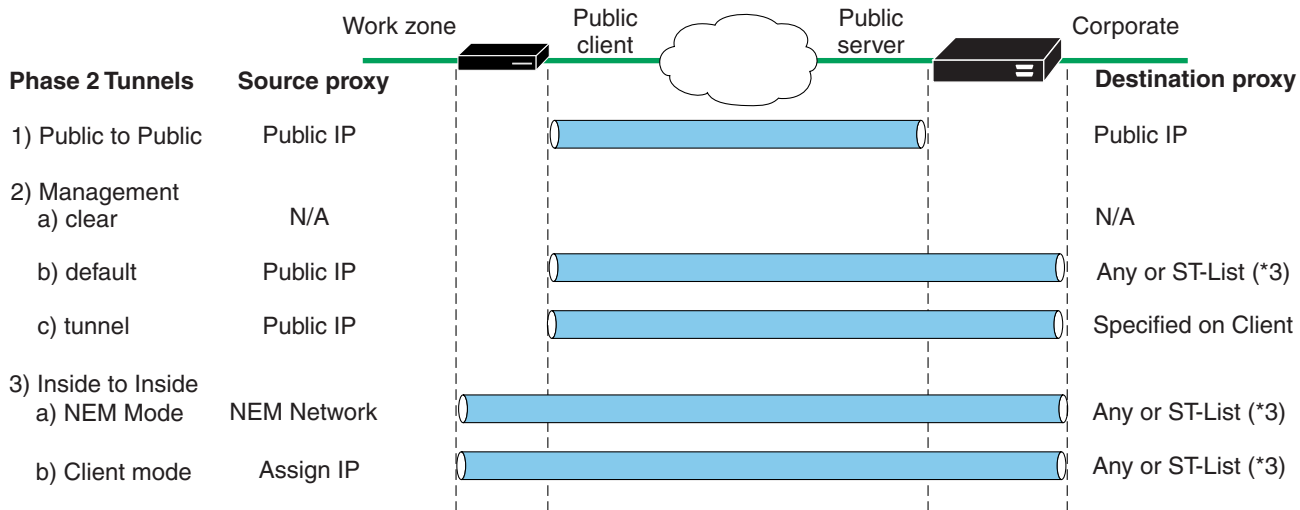 Work zone
Public
client
Public
server
Corporate
Phase 2 Tunnels Source proxy Destination proxy
1) Public to Public Public IP Public IP
2) Management
a) clear N/A N/A
b) default Public IP Any or ST-List (*3)
c) tunnel Public IP Specified on Client
3) Inside to Inside
a) NEM Mode NEM Network Any or ST-List (*3)
b) Client mode Assign IP Any or ST-List (*3)